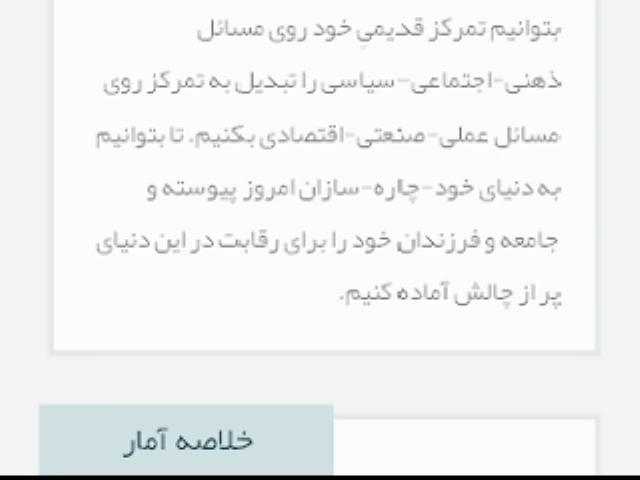 بتوانیم تمرکز قدیمیِ خود روی مسائل
ذهنی-اجتماعی-سیاسی را تبدیل به تمرکز روی
مسائل عملی-صنعتی-اقتصادی بکنیم. تا بتوانیم
به دنیای خود-چاره-سازان امروز پیوسته و
جامعه و فرزندان خود را برای رقابت در این دنیای
پر از چالش آماده کنیم.
خلاصه آمار